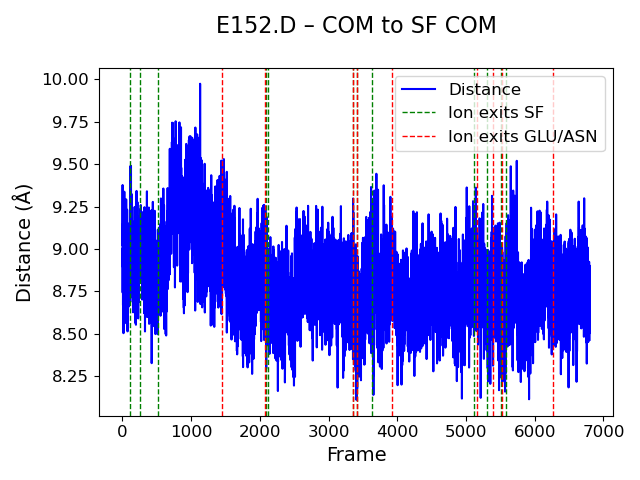 E152.D – COM to SF COM
Distance
Ion exits SF
Ion exits GLU/ASN
10.00
9.75
9.50
9.25
9.00
8.75
8.50
8.25
Distance (Å)
0 1000 2000 3000 4000 5000 6000 7000
Frame